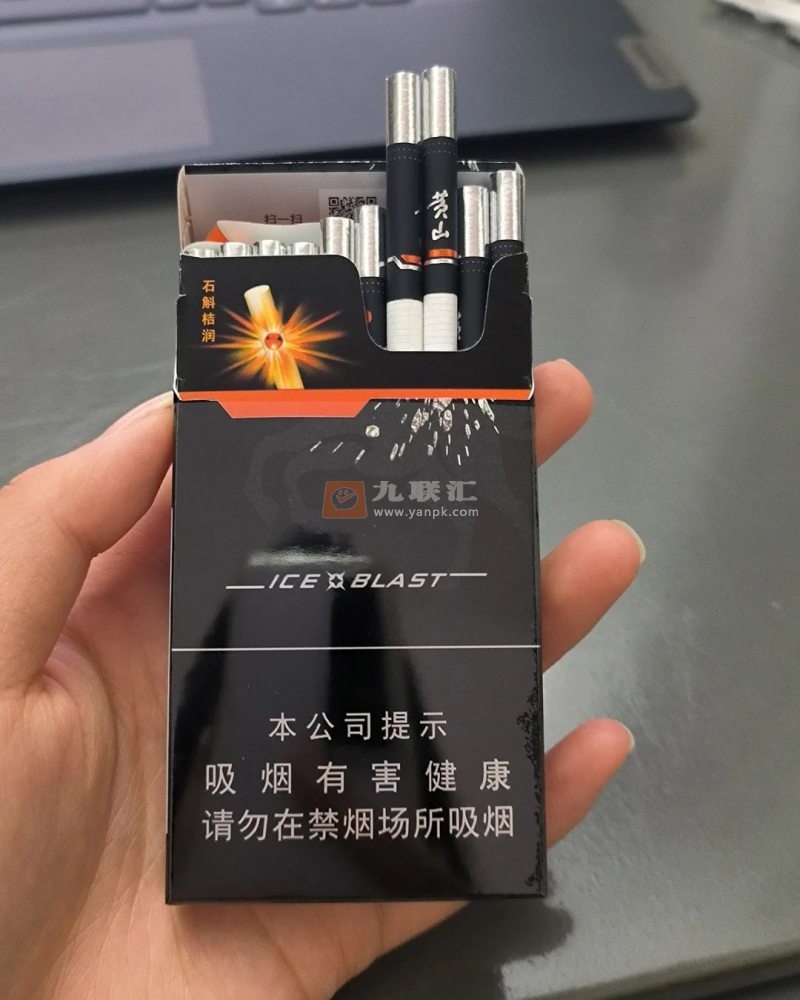 扫一扫
黄山
石斛桔润
九联汇
www.yanpk.com
ICE BLAST
本公司提示
吸烟有害健康
请勿在禁烟场所吸烟